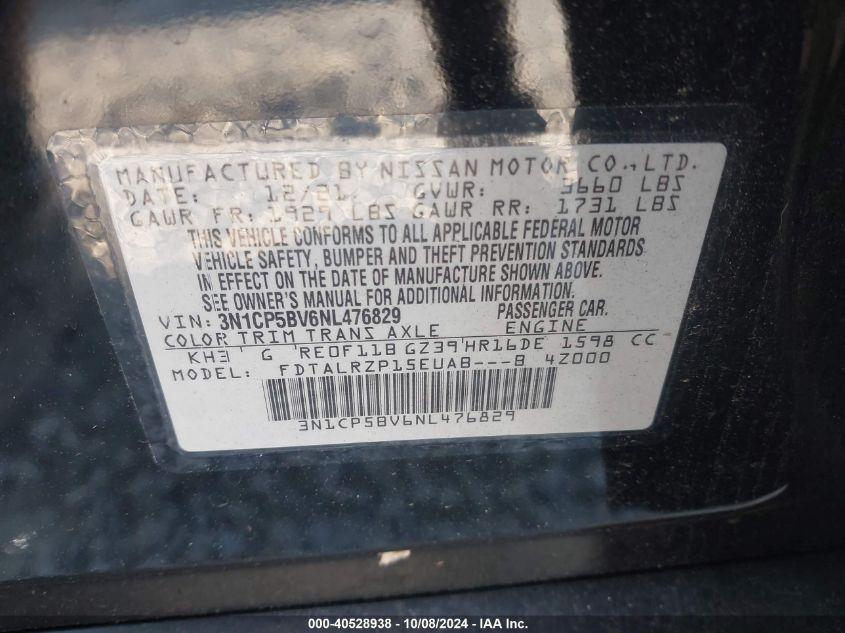 MANUFACTURED BY NISSAN MOTOR CO., LTD.
DATE: 12/21 GVWR: 3660 LBS
GAWR FR: 1929 LBS GAWR RR: 1731 LBS
THIS VEHICLE CONFORMS TO ALL APPLICABLE FEDERAL MOTOR
VEHICLE SAFETY, BUMPER AND THEFT PREVENTION STANDARDS
IN EFFECT ON THE DATE OF MANUFACTURE SHOWN ABOVE.
SEE OWNER'S MANUAL FOR ADDITIONAL INFORMATION.
VIN: 3N1CP5BV6NL476829 PASSENGER CAR.
COLOR TRIM TRANS AXLE ENGINE
KH3 G RE0F11B GZ39 HR16DE 1598 CC
MODEL: FDTALRZP15EUAB---B 4Z000
3N1CP5BV6NL476829
000-40528938 - 10/08/2024 - IAA Inc.